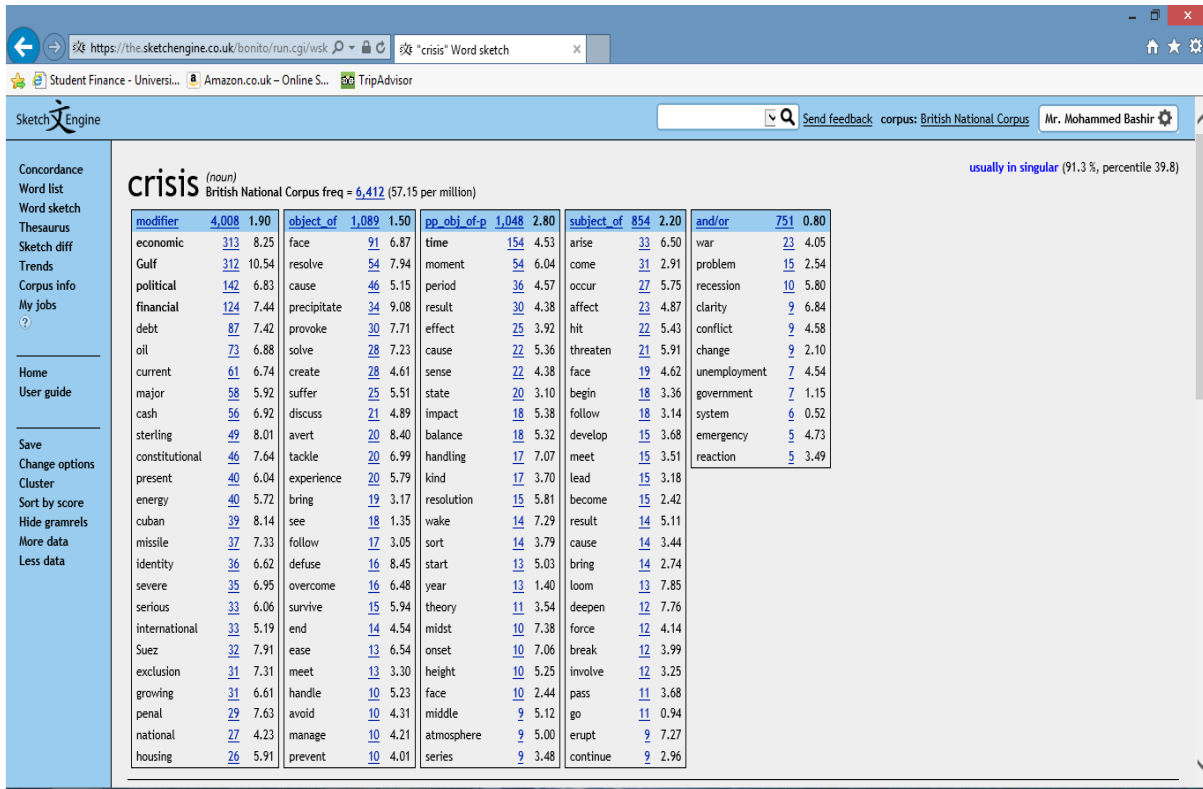 https://the.sketchengine.co.uk/bonito/run.cgi/wsk "crisis" Word sketch
Student Finance - Universi... Amazon.co.uk – Online S... TripAdvisor
Sketch Engine Send feedback corpus: British National Corpus Mr. Mohammed Bashir
usually in singular (91.3 %, percentile 39.8)
Concordance
Word list
Word sketch
Thesaurus
Sketch diff
Trends
Corpus info
My jobs
?
Home
User guide
Save
Change options
Cluster
Sort by score
Hide gramrels
More data
Less data
crisis (noun)
British National Corpus freq = 6,412 (57.15 per million)
modifier 4,008 1.90 object_of 1,089 1.50 pp_obj_of-p 1,048 2.80 subject_of 854 2.20 and/or 751 0.80
economic 313 8.25 face 91 6.87 time 154 4.53 arise 33 6.50 war 23 4.05
Gulf 312 10.54 resolve 54 7.94 moment 54 6.04 come 31 2.91 problem 15 2.54
political 142 6.83 cause 46 5.15 period 36 4.57 occur 27 5.75 recession 10 5.80
financial 124 7.44 precipitate 34 9.08 result 30 4.38 affect 23 4.87 clarity 9 6.84
debt 87 7.42 provoke 30 7.71 effect 25 3.92 hit 22 5.43 conflict 9 4.58
oil 73 6.88 solve 28 7.23 cause 22 5.36 threaten 21 5.91 change 9 2.10
current 61 6.74 create 28 4.61 sense 22 4.38 face 19 4.62 unemployment 7 4.54
major 58 5.92 suffer 25 5.51 state 20 3.10 begin 18 3.36 government 7 1.15
cash 56 6.92 discuss 21 4.89 impact 18 5.38 follow 18 3.14 system 6 0.52
sterling 49 8.01 avert 20 8.40 balance 18 5.32 develop 15 3.68 emergency 5 4.73
constitutional 46 7.64 tackle 20 6.99 handling 17 7.07 meet 15 3.51 reaction 5 3.49
present 40 6.04 experience 20 5.79 kind 17 3.70 lead 15 3.18
energy 40 5.72 bring 19 3.17 resolution 15 5.81 become 15 2.42
cuban 39 8.14 see 18 1.35 wake 14 7.29 result 14 5.11
missile 37 7.33 follow 17 3.05 sort 14 3.79 cause 14 3.44
identity 36 6.62 defuse 16 8.45 start 13 5.03 bring 14 2.74
severe 35 6.95 overcome 16 6.48 year 13 1.40 loom 13 7.85
serious 33 6.06 survive 15 5.94 theory 11 3.54 deepen 12 7.76
international 33 5.19 end 14 4.54 midst 10 7.38 force 12 4.14
Suez 32 7.91 ease 13 6.54 onset 10 7.06 break 12 3.99
exclusion 31 7.31 meet 13 3.30 height 10 5.25 involve 12 3.25
growing 31 6.61 handle 10 5.23 face 10 2.44 pass 11 3.68
penal 29 7.63 avoid 10 4.31 middle 9 5.12 go 11 0.94
national 27 4.23 manage 10 4.21 atmosphere 9 5.00 erupt 9 7.27
housing 26 5.91 prevent 10 4.01 series 9 3.48 continue 9 2.96